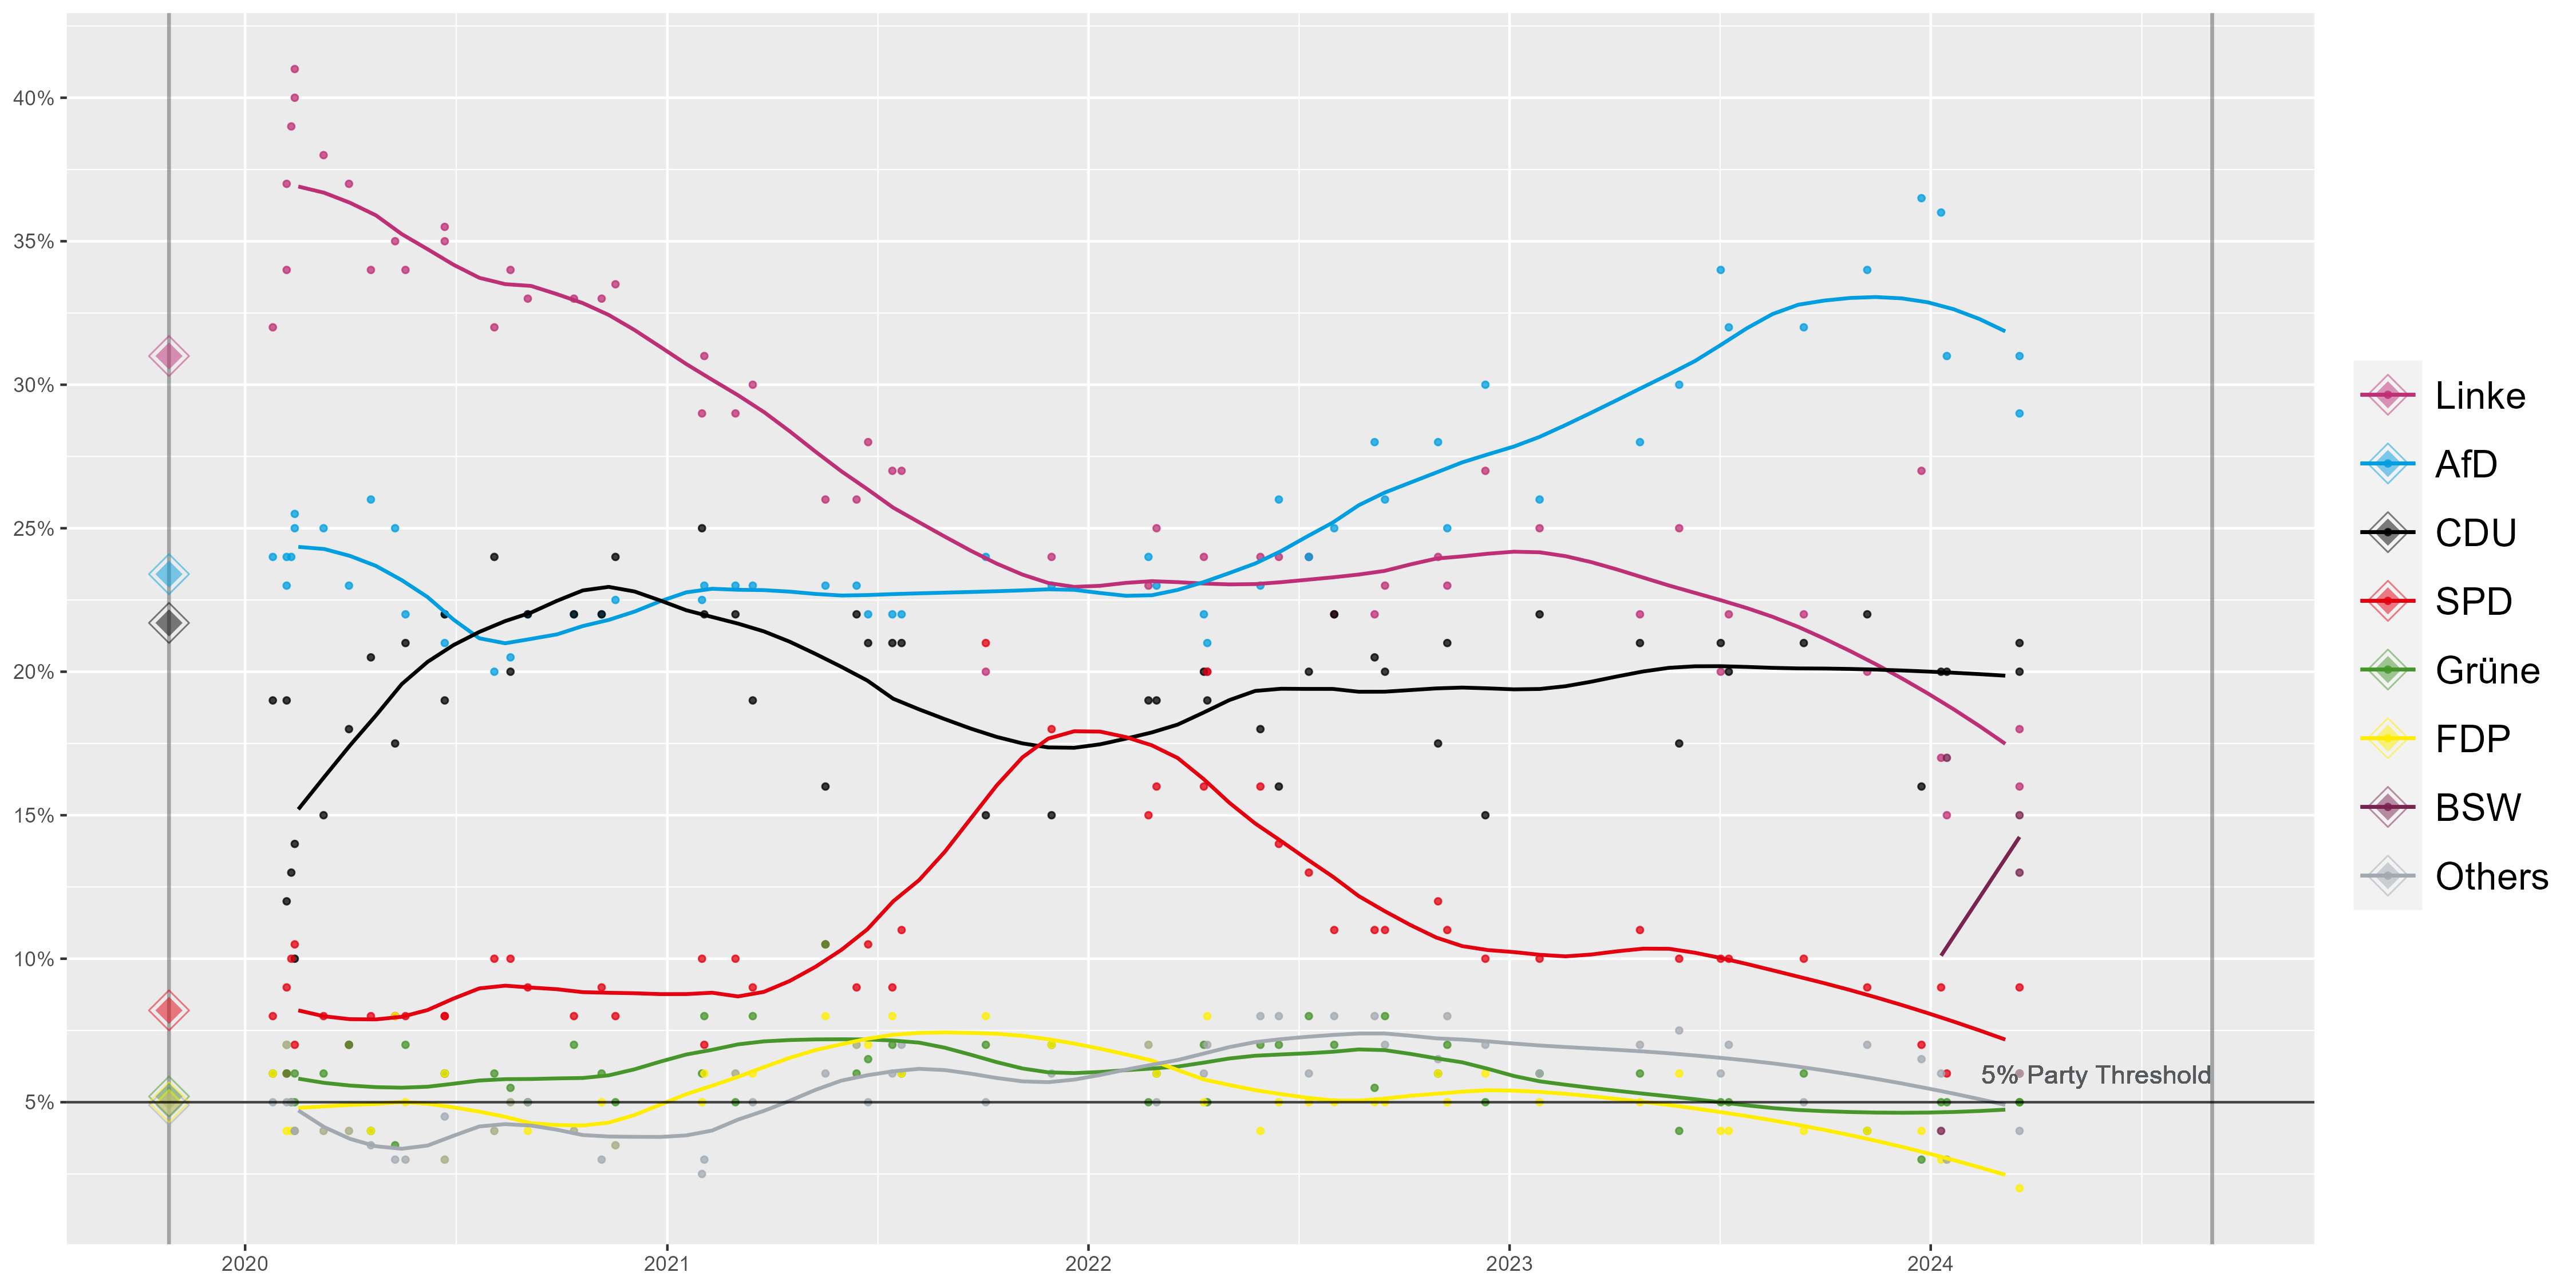 40%
35%
30%
25%
20%
15%
10%
5%
5% Party Threshold
2020
2021
2022
2023
2024
Linke
AfD
CDU
SPD
Grüne
FDP
BSW
Others